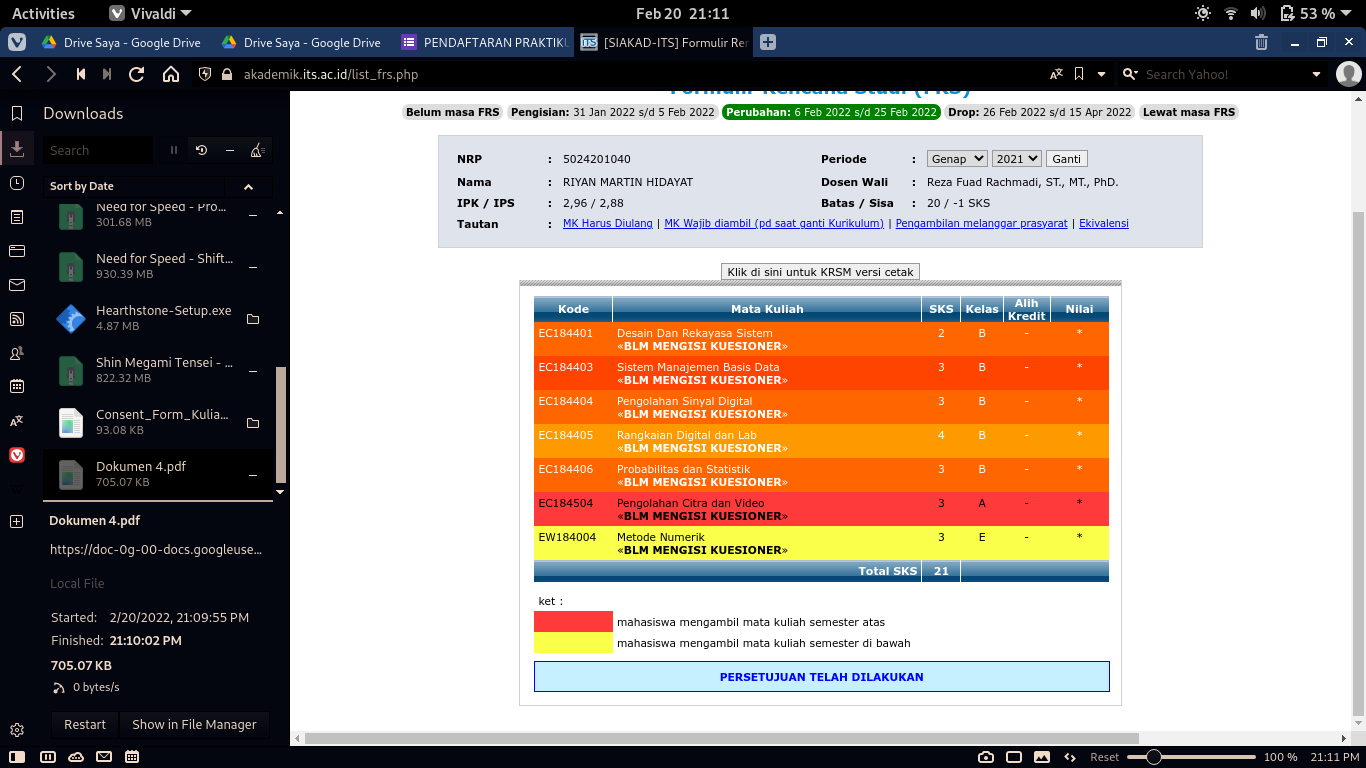 Activities
Vivaldi
Feb 20 21:11
53 %
Drive Saya - Google Drive
Drive Saya - Google Drive
PENDAFTARAN PRAKTIKU
[SIAKAD-ITS] Formulir Ren
akademik.its.ac.id/list_frs.php
Search Yahoo!
Downloads
Search
Sort by Date
Need for Speed - Pro...
301.68 MB
Need for Speed - Shift...
930.39 MB
Hearthstone-Setup.exe
4.87 MB
Shin Megami Tensei - ...
822.32 MB
Consent_Form_Kulia...
93.08 KB
Dokumen 4.pdf
705.07 KB
Dokumen 4.pdf
https://doc-0g-00-docs.googleuse...
Local File
Started: 2/20/2022, 21:09:55 PM
Finished: 21:10:02 PM
705.07 KB
0 bytes/s
Restart
Show in File Manager
Formulir Rencana Studi (FRS)
Belum masa FRS Pengisian: 31 Jan 2022 s/d 5 Feb 2022 Perubahan: 6 Feb 2022 s/d 25 Feb 2022 Drop: 26 Feb 2022 s/d 15 Apr 2022 Lewat masa FRS
NRP : 5024201040 Periode : Genap 2021 Ganti
Nama : RIYAN MARTIN HIDAYAT Dosen Wali : Reza Fuad Rachmadi, ST., MT., PhD.
IPK / IPS : 2,96 / 2,88 Batas / Sisa : 20 / -1 SKS
Tautan : MK Harus Diulang | MK Wajib diambil (pd saat ganti Kurikulum) | Pengambilan melanggar prasyarat | Ekivalensi
Klik di sini untuk KRSM versi cetak
Kode Mata Kuliah SKS Kelas Alih Kredit Nilai
EC184401 Desain Dan Rekayasa Sistem 2 B - *
«BLM MENGISI KUESIONER»
EC184403 Sistem Manajemen Basis Data 3 B - *
«BLM MENGISI KUESIONER»
EC184404 Pengolahan Sinyal Digital 3 B - *
«BLM MENGISI KUESIONER»
EC184405 Rangkaian Digital dan Lab 4 B - *
«BLM MENGISI KUESIONER»
EC184406 Probabilitas dan Statistik 3 B - *
«BLM MENGISI KUESIONER»
EC184504 Pengolahan Citra dan Video 3 A - *
«BLM MENGISI KUESIONER»
EW184004 Metode Numerik 3 E - *
«BLM MENGISI KUESIONER»
Total SKS 21
ket :
mahasiswa mengambil mata kuliah semester atas
mahasiswa mengambil mata kuliah semester di bawah
PERSETUJUAN TELAH DILAKUKAN
Reset
100 %
21:11 PM